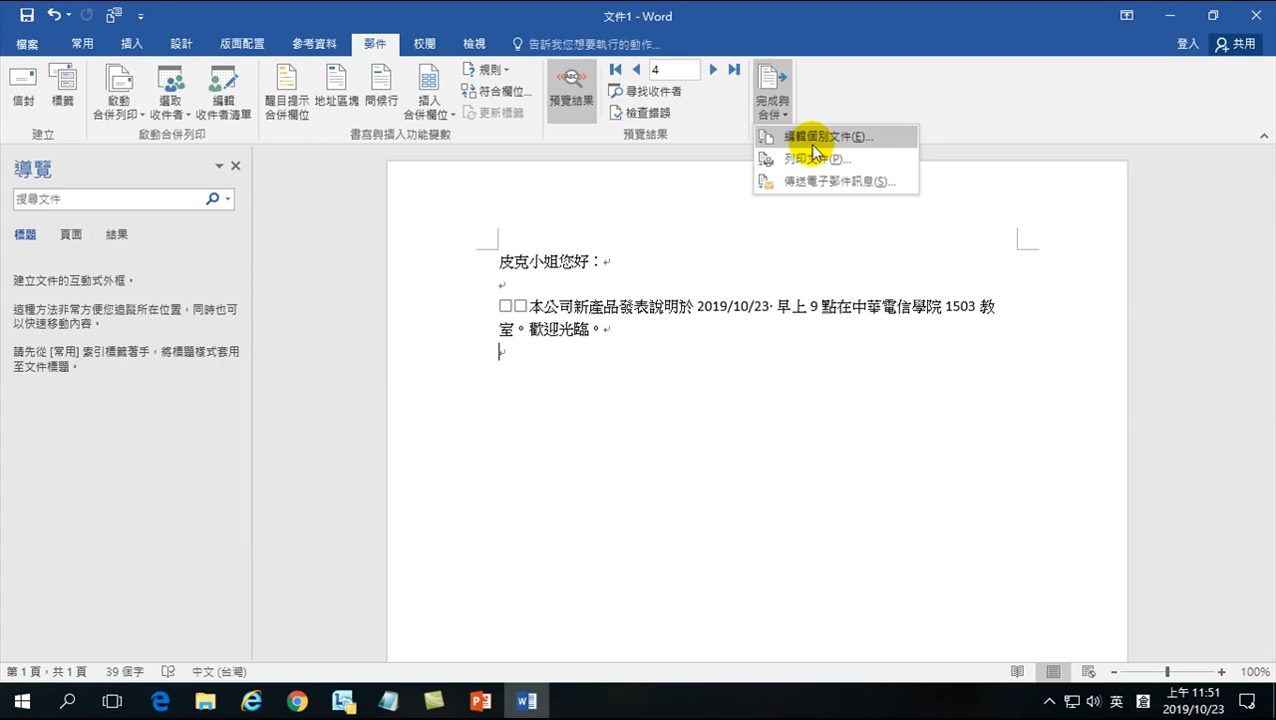 文件1 - Word
檔案 常用 插入 設計 版面配置 參考資料 郵件 校閱 檢視 告訴我您想要執行的動作... 登入 共用
信封 標籤 啟動合併列印 選取收件者 編輯收件者清單 醒目提示合併欄位 地址區塊 問候行 插入合併欄位 規則 符合欄位... 更新標籤 預覽結果 4 尋找收件者 檢查錯誤 完成與合併
建立 啟動合併列印 書寫與插入功能變數 預覽結果
編輯個別文件(E)...
列印文件(P)...
傳送電子郵件訊息(S)...
導覽
搜尋文件
標題 頁面 結果
建立文件的互動式外框。
這種方法非常方便您追蹤所在位置,同時也可
以快速移動內容。
請先從 [常用] 索引標籤著手,將標題樣式套用
至文件標題。
皮克小姐您好:
□□本公司新產品發表說明於 2019/10/23· 早上 9 點在中華電信學院 1503 教
室。歡迎光臨。
第 1 頁,共 1 頁 39 個字 中文 (台灣) 100%
英 上午 11:51
2019/10/23